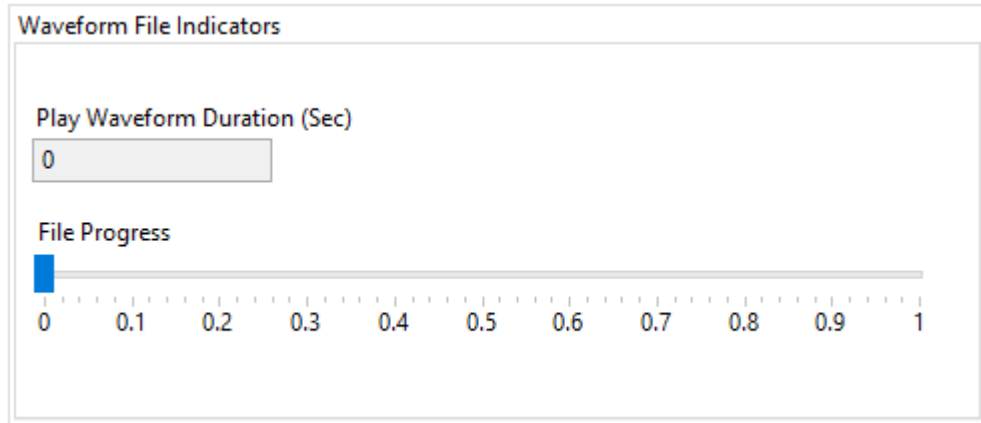 Waveform File Indicators
Play Waveform Duration (Sec)
0
File Progress
0 0.1 0.2 0.3 0.4 0.5 0.6 0.7 0.8 0.9 1